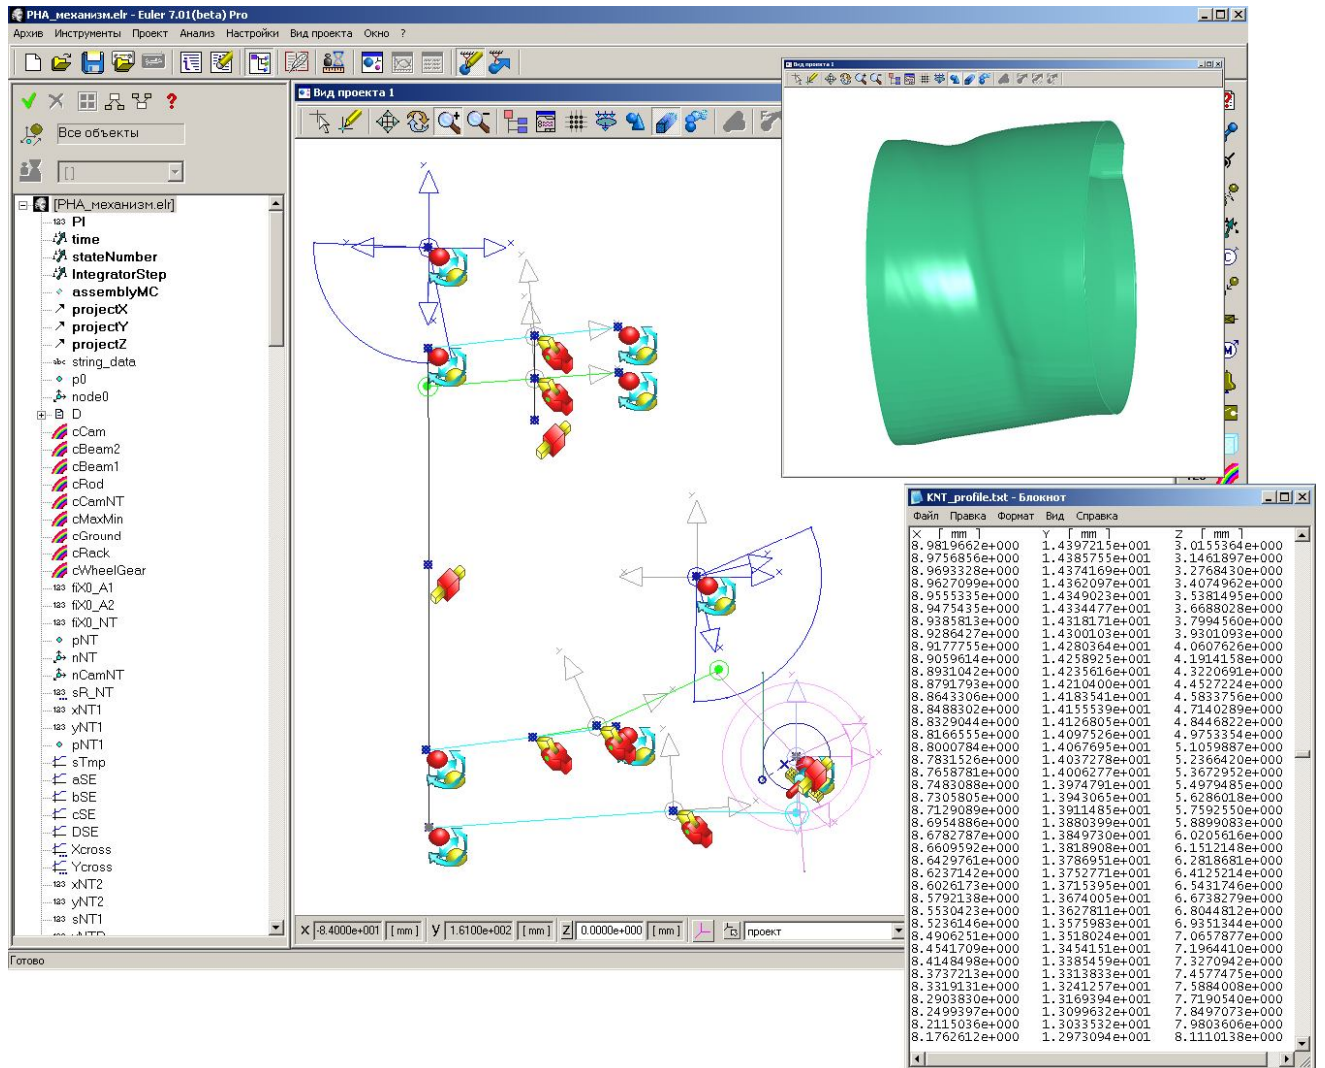 РНА_механизм.elr - Euler 7.01(beta) Pro
Архив Инструменты Проект Анализ Настройки Вид проекта Окно ?
Все объекты
[]
[РНА_механизм.elr]
123 PI
time
stateNumber
IntegratorStep
assemblyMC
projectX
projectY
projectZ
abc string_data
p0
node0
D
cCam
cBeam2
cBeam1
cRod
cCamNT
cMaxMin
cGround
cRack
cWheelGear
123 fiX0_A1
123 fiX0_A2
123 fiX0_NT
pNT
nNT
nCamNT
123 sR_NT
123 xNT1
123 yNT1
pNT1
sTmp
aSE
bSE
cSE
DSE
Xcross
Ycross
123 xNT2
123 yNT2
123 sNT1
Вид проекта 1
X -8.4000e+001 [ mm ] y 1.6100e+002 [ mm ] Z 0.0000e+000 [ mm ] проект
Готово
Вид проекта 1
KNT_profile.txt - Блокнот
Файл Правка Формат Вид Справка
X [ mm ] Y [ mm ] Z [ mm ]
8.9819662e+000 1.4397215e+001 3.0155364e+000
8.9756856e+000 1.4385755e+001 3.1461897e+000
8.9693328e+000 1.4374169e+001 3.2768430e+000
8.9627099e+000 1.4362097e+001 3.4074962e+000
8.9555335e+000 1.4349023e+001 3.5381495e+000
8.9475435e+000 1.4334477e+001 3.6688028e+000
8.9385813e+000 1.4318171e+001 3.7994560e+000
8.9286427e+000 1.4300103e+001 3.9301093e+000
8.9177755e+000 1.4280364e+001 4.0607626e+000
8.9059614e+000 1.4258925e+001 4.1914158e+000
8.8931042e+000 1.4235616e+001 4.3220691e+000
8.8791793e+000 1.4210400e+001 4.4527224e+000
8.8643306e+000 1.4183541e+001 4.5833756e+000
8.8488302e+000 1.4155539e+001 4.7140289e+000
8.8329044e+000 1.4126805e+001 4.8446822e+000
8.8166555e+000 1.4097526e+001 4.9753354e+000
8.8000784e+000 1.4067695e+001 5.1059887e+000
8.7831526e+000 1.4037278e+001 5.2366420e+000
8.7658781e+000 1.4006277e+001 5.3672952e+000
8.7483088e+000 1.3974791e+001 5.4979485e+000
8.7305805e+000 1.3943065e+001 5.6286018e+000
8.7129089e+000 1.3911485e+001 5.7592550e+000
8.6954886e+000 1.3880399e+001 5.8899083e+000
8.6782787e+000 1.3849730e+001 6.0205616e+000
8.6609592e+000 1.3818908e+001 6.1512148e+000
8.6429761e+000 1.3786951e+001 6.2818681e+000
8.6237142e+000 1.3752771e+001 6.4125214e+000
8.6026173e+000 1.3715395e+001 6.5431746e+000
8.5792138e+000 1.3674005e+001 6.6738279e+000
8.5530423e+000 1.3627811e+001 6.8044812e+000
8.5236146e+000 1.3575983e+001 6.9351344e+000
8.4906251e+000 1.3518024e+001 7.0657877e+000
8.4541709e+000 1.3454151e+001 7.1964410e+000
8.4148498e+000 1.3385459e+001 7.3270942e+000
8.3737213e+000 1.3313833e+001 7.4577475e+000
8.3319131e+000 1.3241257e+001 7.5884008e+000
8.2903830e+000 1.3169394e+001 7.7190540e+000
8.2499397e+000 1.3099632e+001 7.8497073e+000
8.2115036e+000 1.3033532e+001 7.9803606e+000
8.1762612e+000 1.2973094e+001 8.1110138e+000